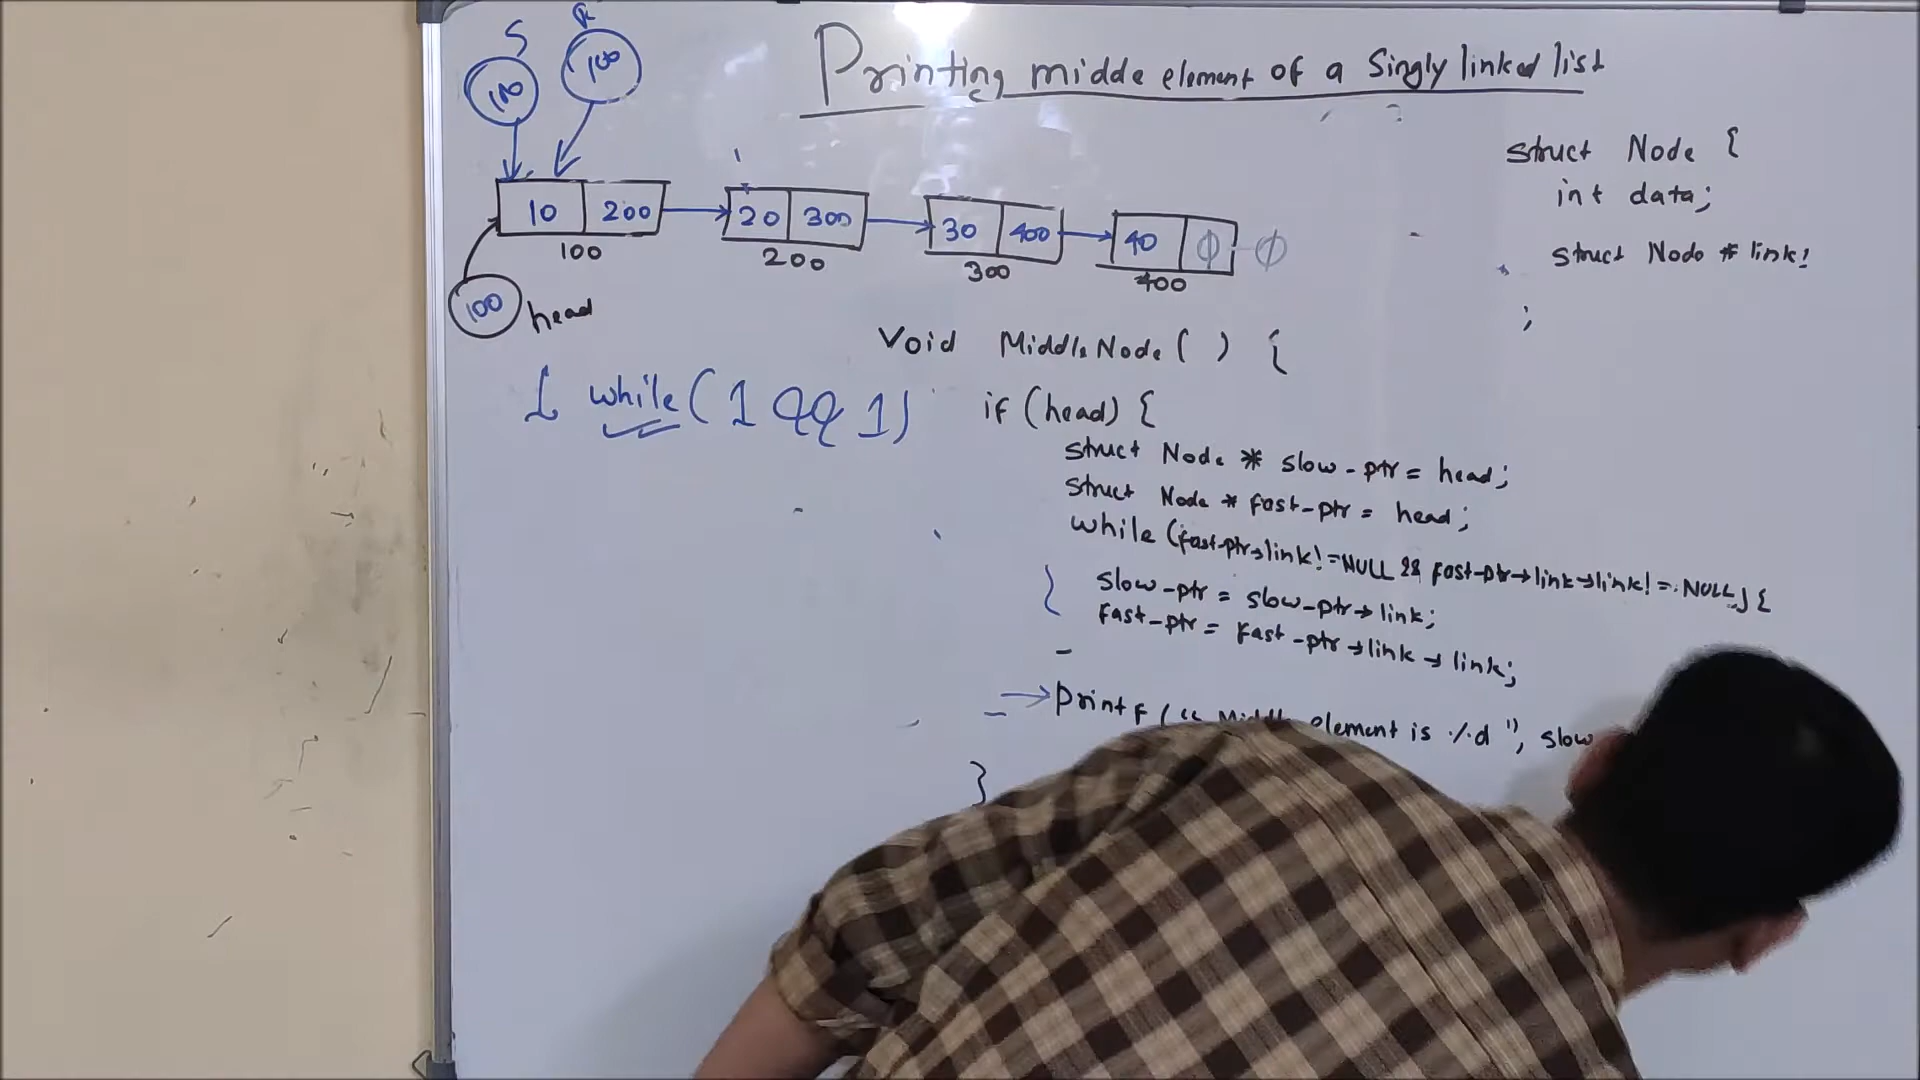 S
100
100
Printing midde element of a Singly linked list
struct Node {
int data;
struct Node * link;
;
10 200
20 300
30 400
40 ϕ ϕ
100
200
300
400
100 head
Void MiddleNode ( ) {
1 while ( 1 && 1 )
if (head) {
struct Node * slow-ptr = head;
struct Node * fast-ptr = head;
while (fast-ptr→link != NULL && fast-ptr→link→link != NULL) {
slow-ptr = slow-ptr→link;
fast-ptr = fast-ptr→link→link;
}
→ printf (" Middle element is %d ", slow
}